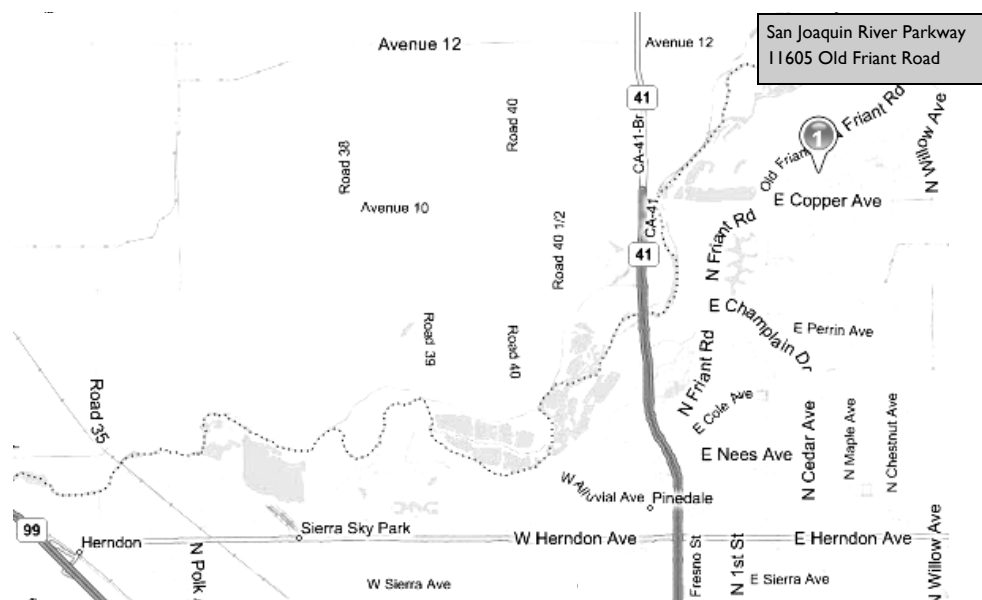 San Joaquin River Parkway
11605 Old Friant Road
Avenue 12
Avenue 12
41
CA-41-Br
Road 40
Road 38
Avenue 10
Road 40 1/2
CA-41
41
1
Friant Rd
Old Friant
N Willow Ave
E Copper Ave
N Friant Rd
E Champlain Dr
E Perrin Ave
Road 39
Road 40
N Friant Rd
E Cole Ave
Road 35
E Nees Ave
N Cedar Ave
N Maple Ave
N Chestnut Ave
W Alluvial Ave
Pinedale
99
Herndon
Sierra Sky Park
W Herndon Ave
E Herndon Ave
N Polk
Fresno St
N 1st St
N Willow Ave
W Sierra Ave
E Sierra Ave